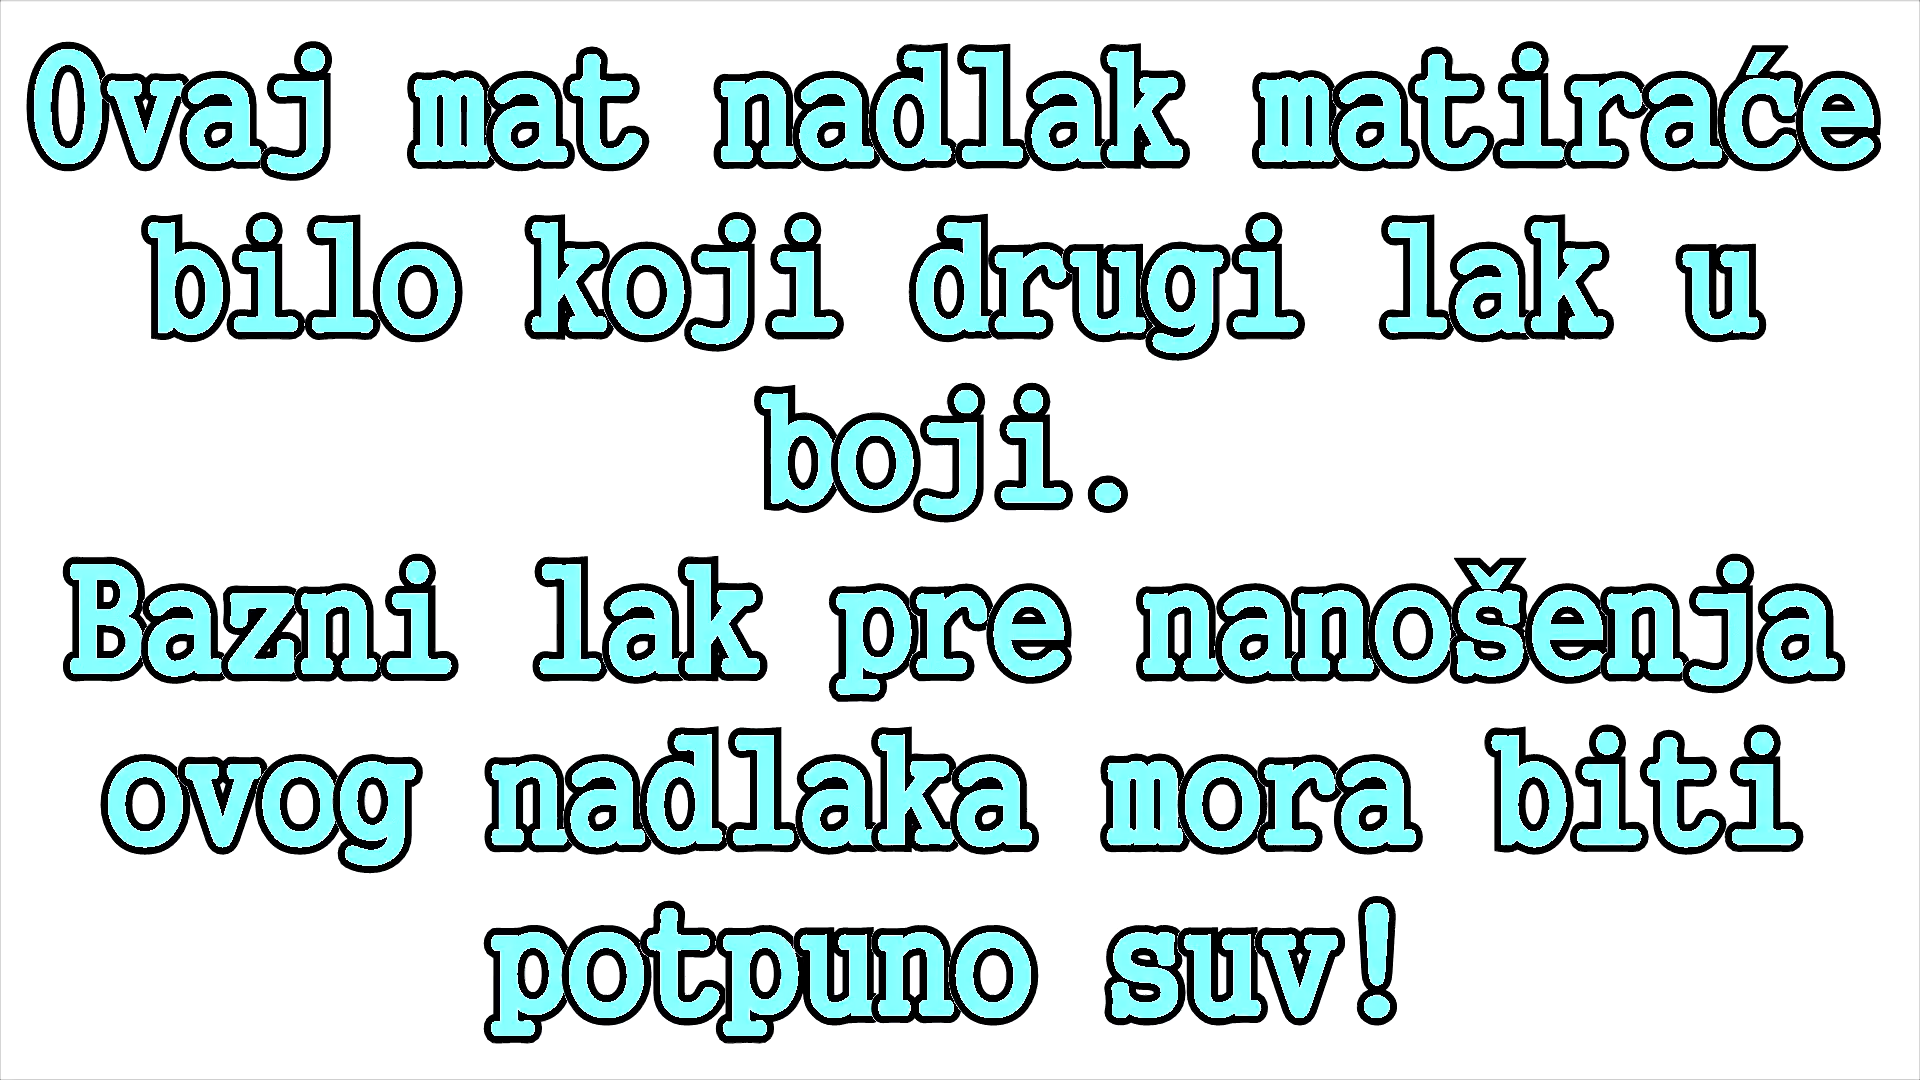 Ovaj mat nadlak matiraće
bilo koji drugi lak u
boji.
Bazni lak pre nanošenja
ovog nadlaka mora biti
potpuno suv!